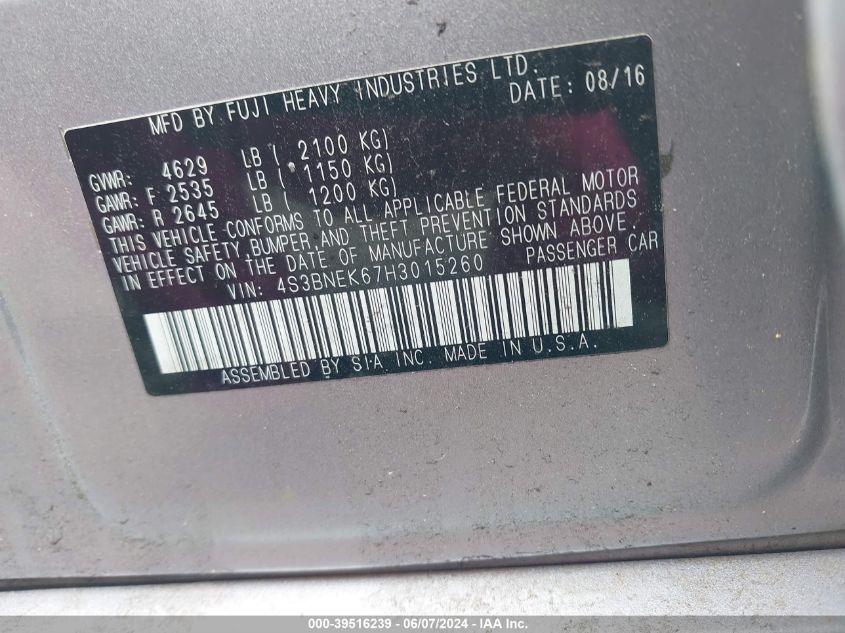 MFD BY FUJI HEAVY INDUSTRIES LTD. DATE: 08/16
GVWR: 4629 LB ( 2100 KG)
GAWR: F 2535 LB ( 1150 KG)
GAWR: R 2645 LB ( 1200 KG)
THIS VEHICLE CONFORMS TO ALL APPLICABLE FEDERAL MOTOR
VEHICLE SAFETY, BUMPER, AND THEFT PREVENTION STANDARDS
IN EFFECT ON THE DATE OF MANUFACTURE SHOWN ABOVE.
VIN: 4S3BNEK67H3015260 PASSENGER CAR
ASSEMBLED BY SIA INC. MADE IN U.S.A.
000-39516239 - 06/07/2024 - IAA Inc.